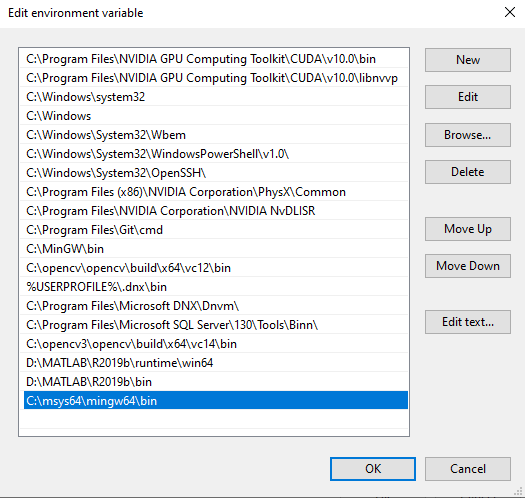 Edit environment variable
C:\Program Files\NVIDIA GPU Computing Toolkit\CUDA\v10.0\bin
New
C:\Program Files\NVIDIA GPU Computing Toolkit\CUDA\v10.0\libnvvp
C:\Windows\system32
Edit
C:\Windows
C:\Windows\System32\Wbem
Browse...
C:\Windows\System32\WindowsPowerShell\v1.0\
C:\Windows\System32\OpenSSH\
Delete
C:\Program Files (x86)\NVIDIA Corporation\PhysX\Common
C:\Program Files\NVIDIA Corporation\NVIDIA NvDLISR
C:\Program Files\Git\cmd
Move Up
C:\MinGW\bin
C:\opencv\opencv\build\x64\vc12\bin
Move Down
%USERPROFILE%\.dnx\bin
C:\Program Files\Microsoft DNX\Dnvm\
C:\Program Files\Microsoft SQL Server\130\Tools\Binn\
Edit text...
C:\opencv3\opencv\build\x64\vc14\bin
D:\MATLAB\R2019b\runtime\win64
D:\MATLAB\R2019b\bin
C:\msys64\mingw64\bin
OK
Cancel